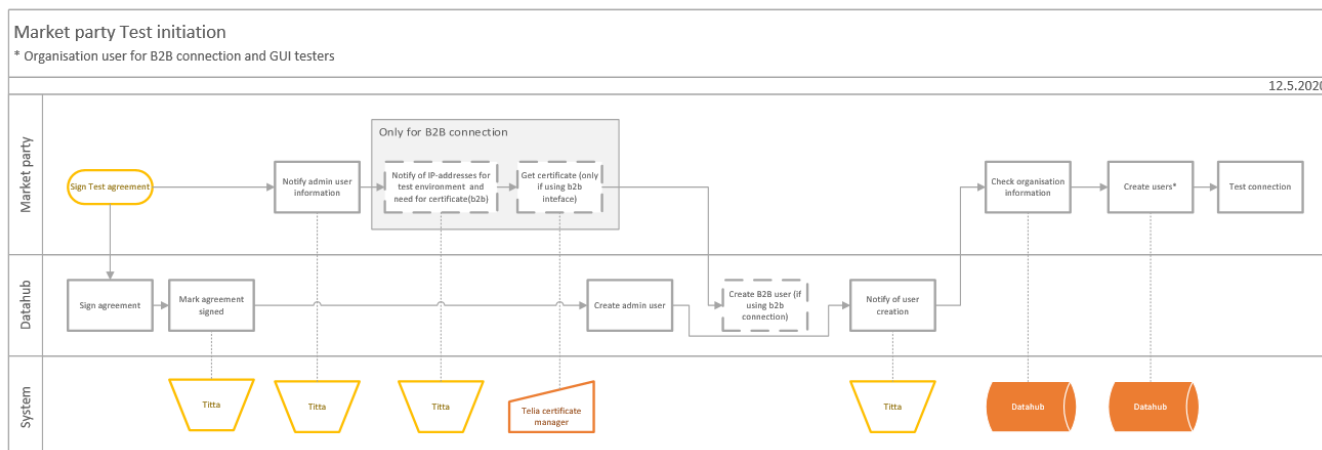 Market party Test initiation
* Organisation user for B2B connection and GUI testers
12.5.2020
Market party
Only for B2B connection
Sign Test agreement
Notify admin user
information
Notify of IP-addresses for
test environment and
need for certificate(b2b)
Get certificate (only
if using b2b
inteface)
Check organisation
information
Create users*
Test connection
Datahub
Sign agreement
Mark agreement
signed
Create admin user
Create B2B user (if
using b2b
connection)
Notify of user
creation
System
Titta
Titta
Titta
Telia certificate
manager
Titta
Datahub
Datahub